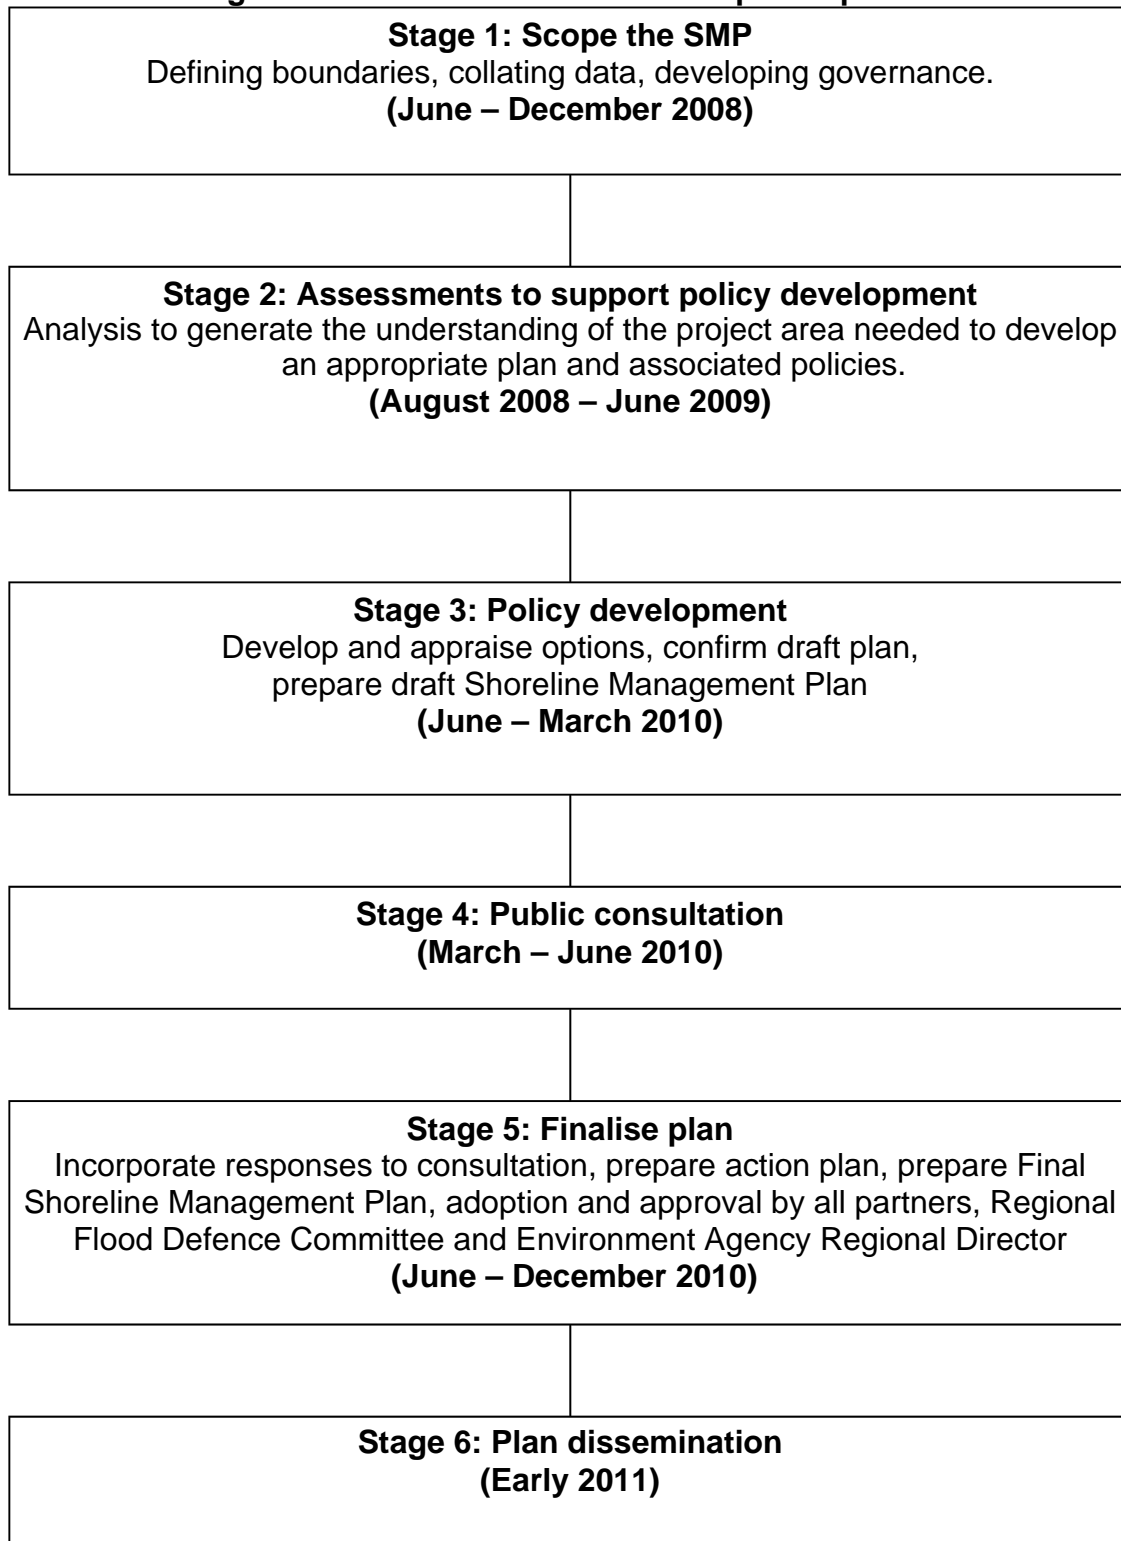 Stage 1: Scope the SMP
Defining boundaries, collating data, developing governance.
(June – December 2008)
Stage 2: Assessments to support policy development
Analysis to generate the understanding of the project area needed to develop
an appropriate plan and associated policies.
(August 2008 – June 2009)
Stage 3: Policy development
Develop and appraise options, confirm draft plan,
prepare draft Shoreline Management Plan
(June – March 2010)
Stage 4: Public consultation
(March – June 2010)
Stage 5: Finalise plan
Incorporate responses to consultation, prepare action plan, prepare Final
Shoreline Management Plan, adoption and approval by all partners, Regional
Flood Defence Committee and Environment Agency Regional Director
(June – December 2010)
Stage 6: Plan dissemination
(Early 2011)